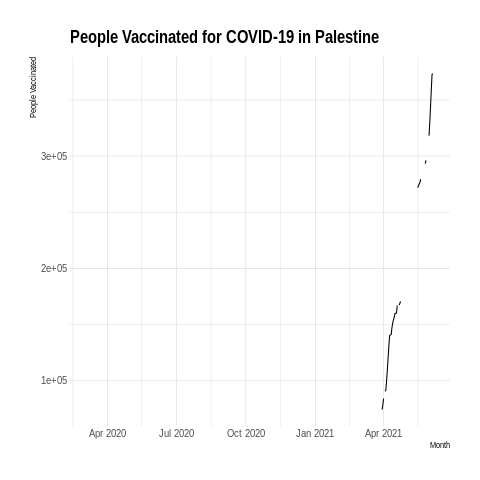 People Vaccinated for COVID-19 in Palestine
People Vaccinated
3e+05
2e+05
1e+05
Apr 2020 Jul 2020 Oct 2020 Jan 2021 Apr 2021
Month